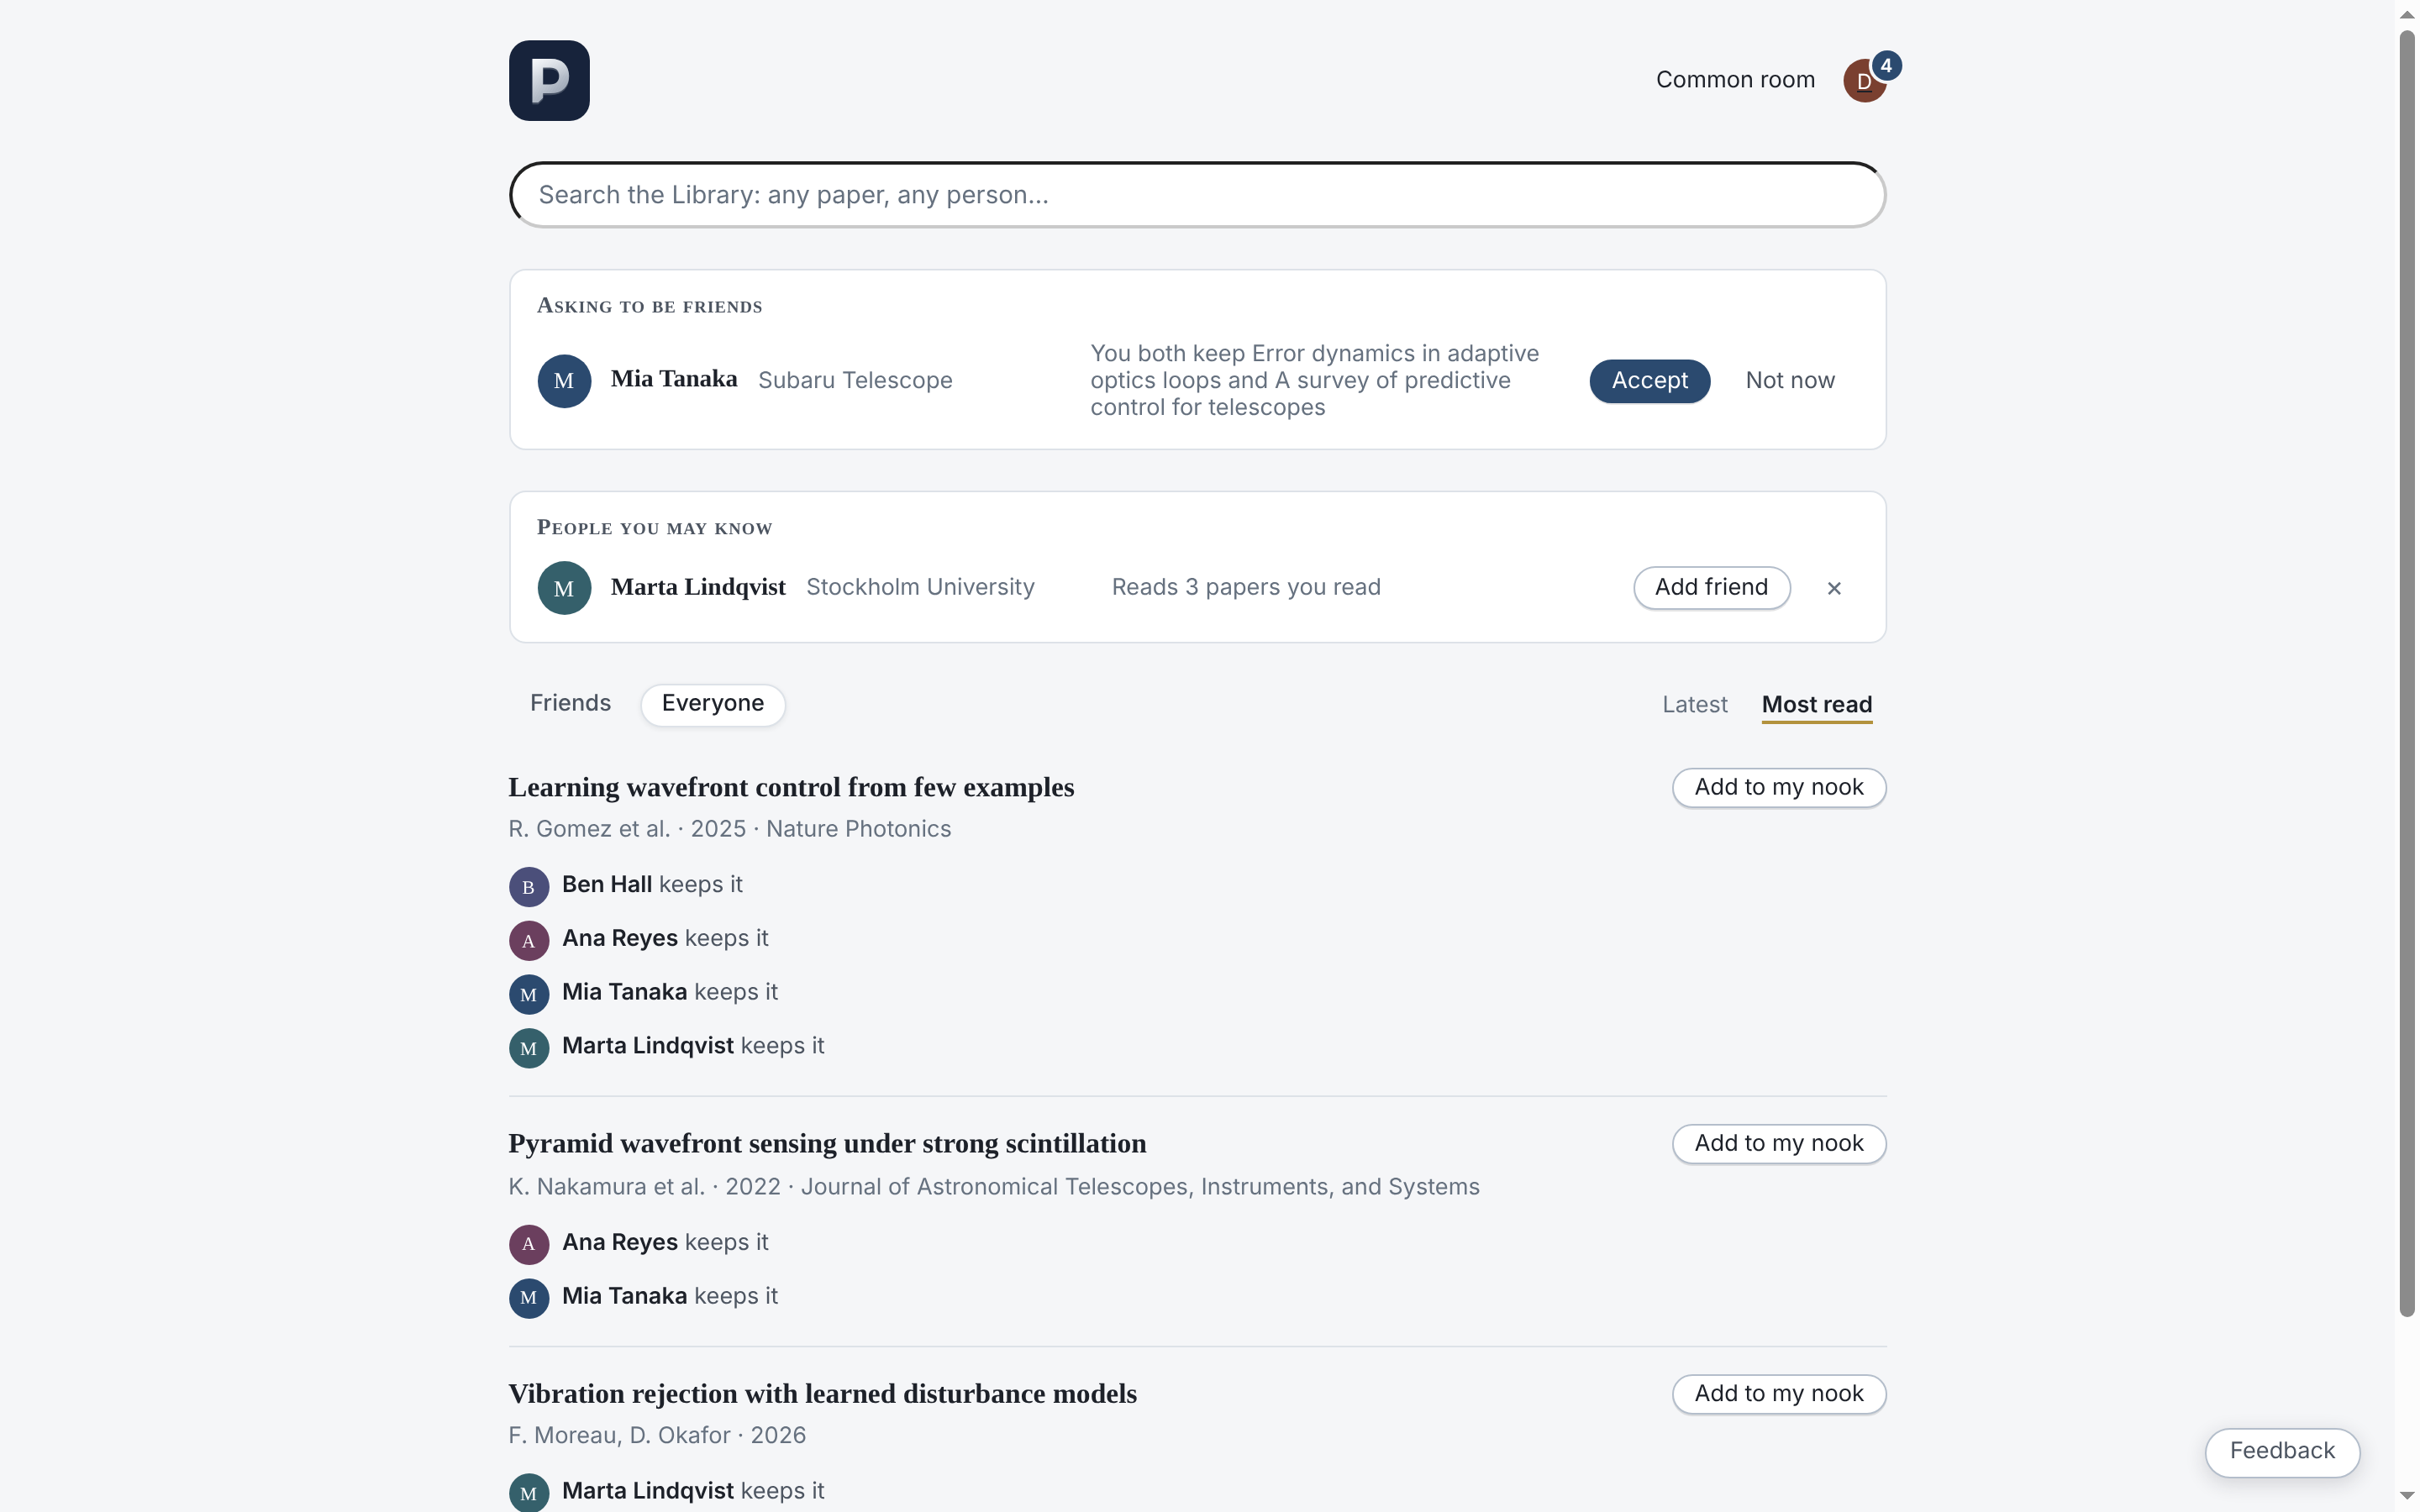 P
Common room
D
4
Search the Library: any paper, any person...
Asking to be friends
M
Mia Tanaka Subaru Telescope
You both keep Error dynamics in adaptive
optics loops and A survey of predictive
control for telescopes
Accept
Not now
People you may know
M
Marta Lindqvist Stockholm University
Reads 3 papers you read
Add friend
×
Friends
Everyone
Latest
Most read
Learning wavefront control from few examples
Add to my nook
R. Gomez et al. · 2025 · Nature Photonics
B
Ben Hall keeps it
A
Ana Reyes keeps it
M
Mia Tanaka keeps it
M
Marta Lindqvist keeps it
Pyramid wavefront sensing under strong scintillation
Add to my nook
K. Nakamura et al. · 2022 · Journal of Astronomical Telescopes, Instruments, and Systems
A
Ana Reyes keeps it
M
Mia Tanaka keeps it
Vibration rejection with learned disturbance models
Add to my nook
F. Moreau, D. Okafor · 2026
M
Marta Lindqvist keeps it
Feedback